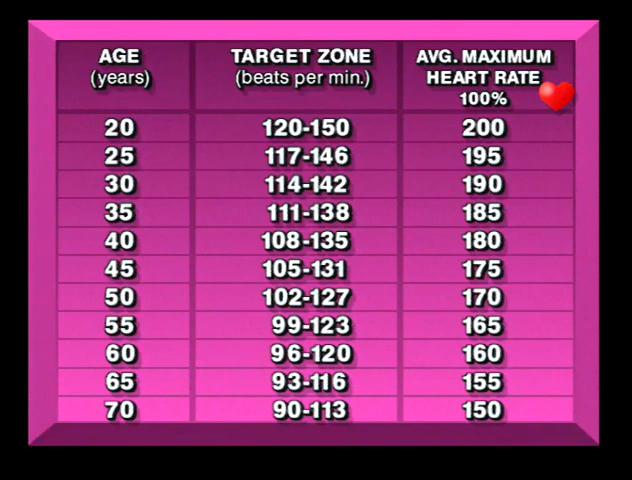 AGE TARGET ZONE AVG. MAXIMUM
(years) (beats per min.) HEART RATE
100%
20 120-150 200
25 117-146 195
30 114-142 190
35 111-138 185
40 108-135 180
45 105-131 175
50 102-127 170
55 99-123 165
60 96-120 160
65 93-116 155
70 90-113 150